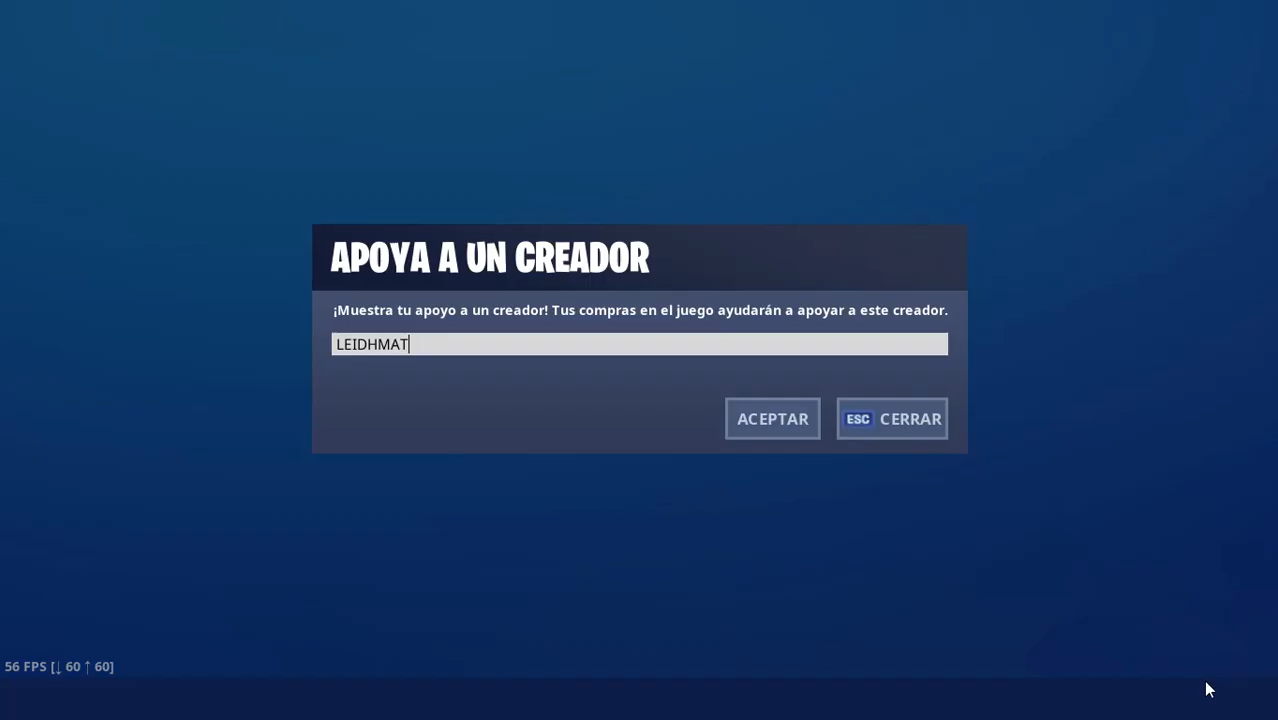 APOYA A UN CREADOR
¡Muestra tu apoyo a un creador! Tus compras en el juego ayudarán a apoyar a este creador.
LEIDHMAT
ACEPTAR
ESC CERRAR
56 FPS [↓ 60 ↑ 60]